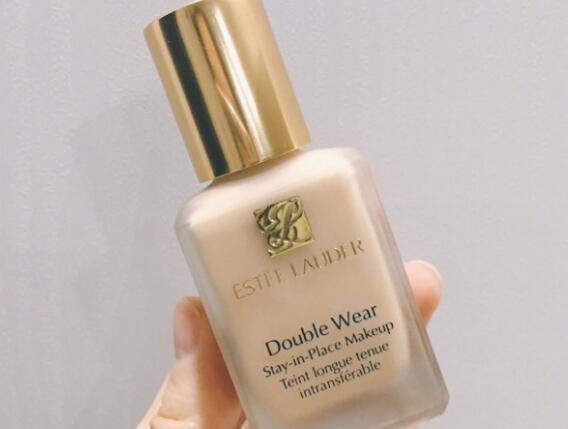 ESTEE LAUDER
Double Wear
Stay-in-Place Makeup
Teint longue tenue
intransférable